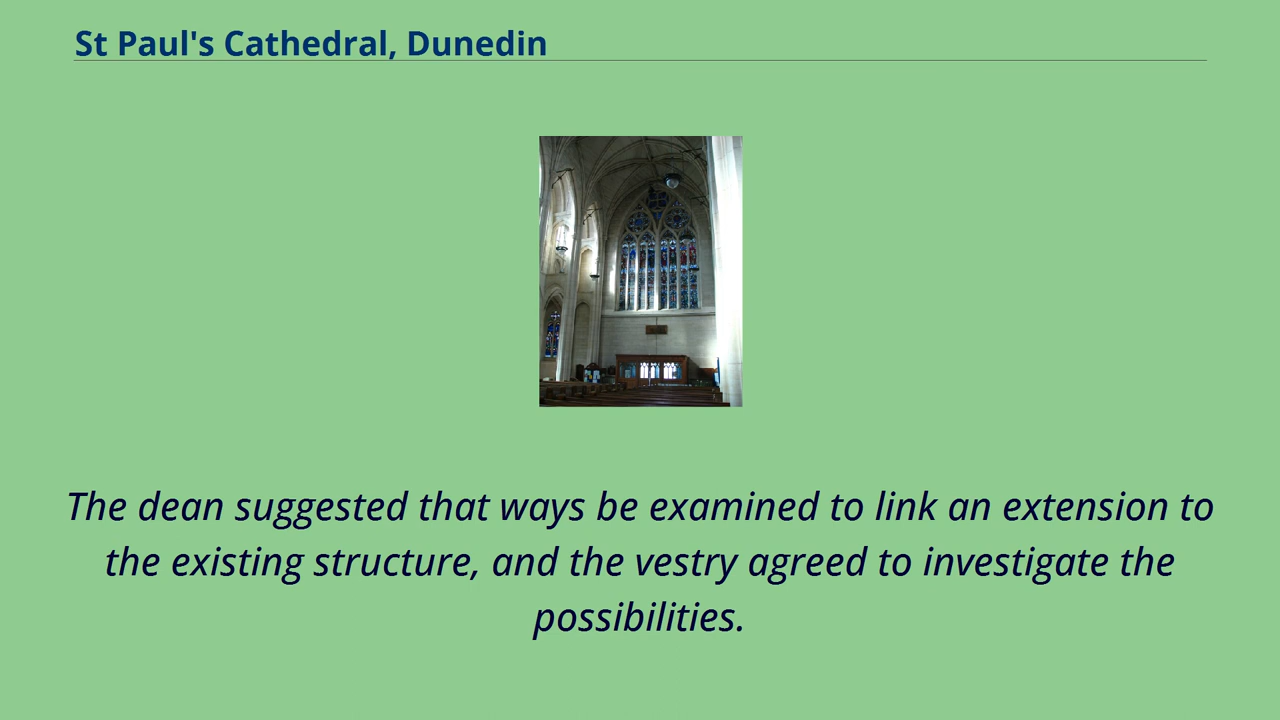 St Paul's Cathedral, Dunedin
The dean suggested that ways be examined to link an extension to
the existing structure, and the vestry agreed to investigate the
possibilities.